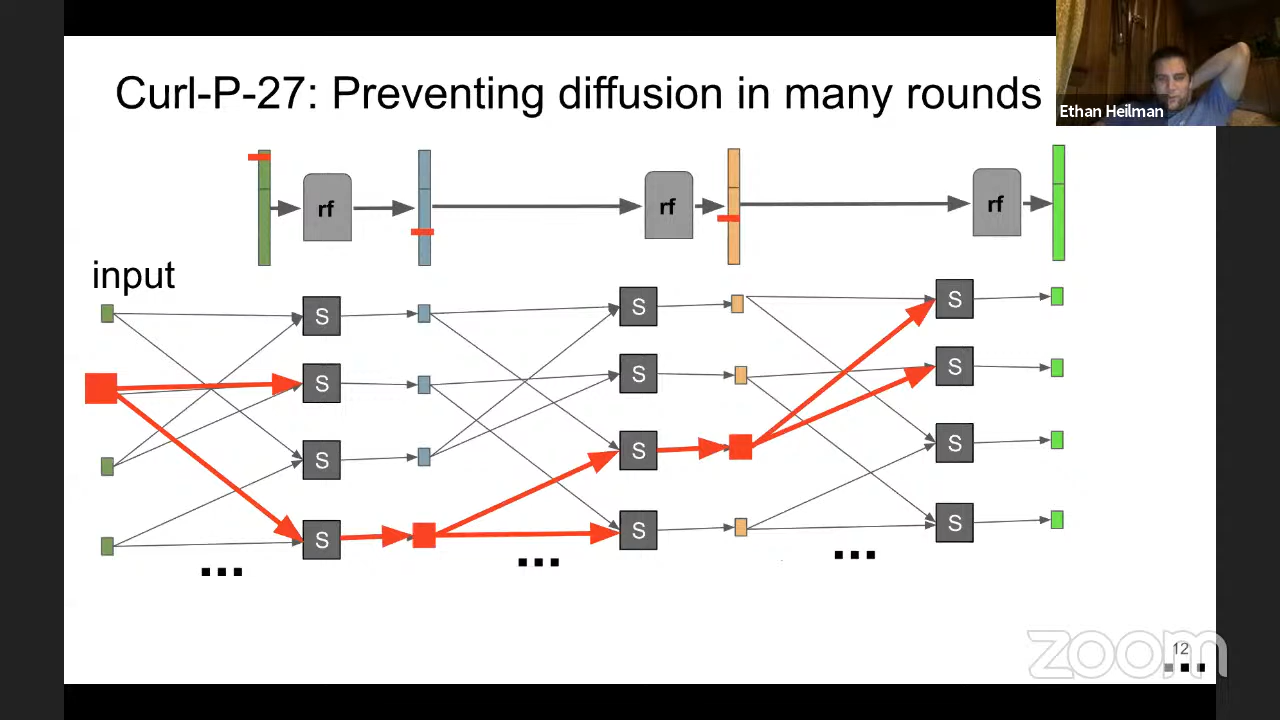 Curl-P-27: Preventing diffusion in many rounds
Ethan Heilman
rf
rf
rf
input
S
S
S
S
S
S
S
S
S
S
S
S
...
...
...
zoom
12